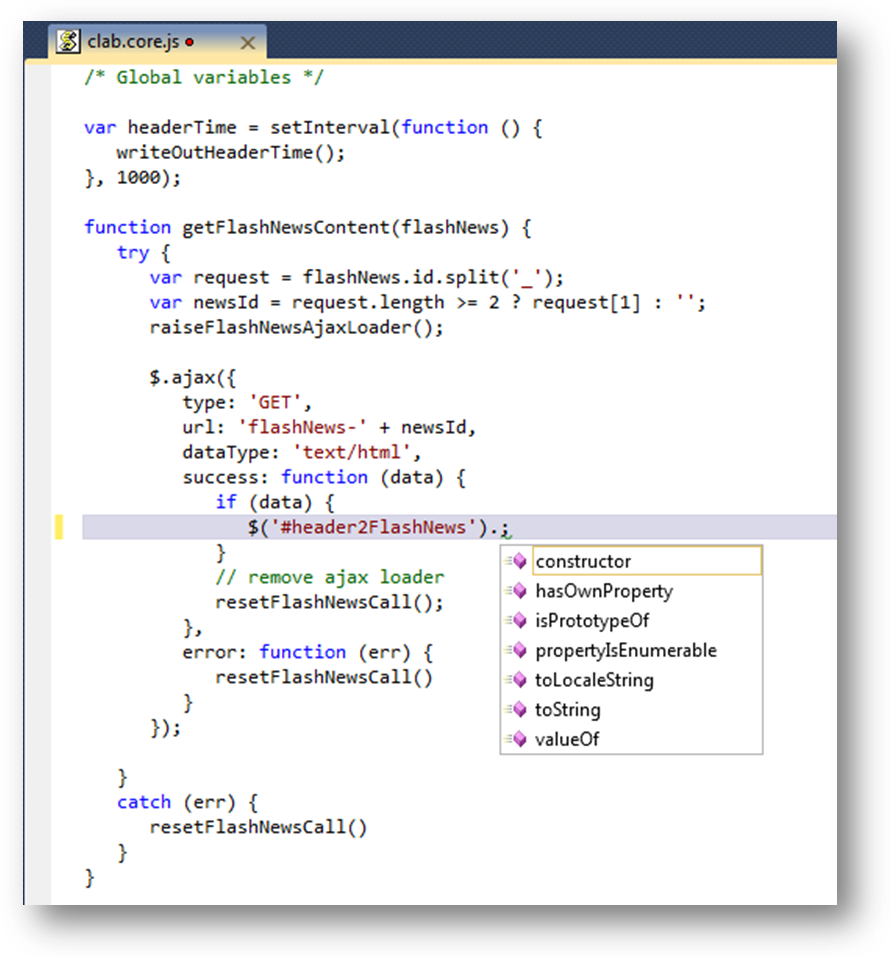 clab.core.js
/* Global variables */
var headerTime = setInterval(function () {
writeOutHeaderTime();
}, 1000);
function getFlashNewsContent(flashNews) {
try {
var request = flashNews.id.split('_');
var newsId = request.length >= 2 ? request[1] : '';
raiseFlashNewsAjaxLoader();
$.ajax({
type: 'GET',
url: 'flashNews-' + newsId,
dataType: 'text/html',
success: function (data) {
if (data) {
$('#header2FlashNews').;
}
// remove ajax loader
resetFlashNewsCall();
},
error: function (err) {
resetFlashNewsCall()
}
});
}
catch (err) {
resetFlashNewsCall()
}
}
constructor
hasOwnProperty
isPrototypeOf
propertyIsEnumerable
toLocaleString
toString
valueOf